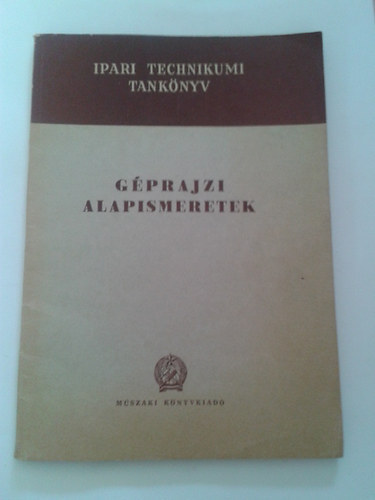 IPARI TECHNIKUMI
TANKÖNYV
GÉPRAJZI
ALAPISMERETEK
MŰSZAKI KÖNYVKIADÓ